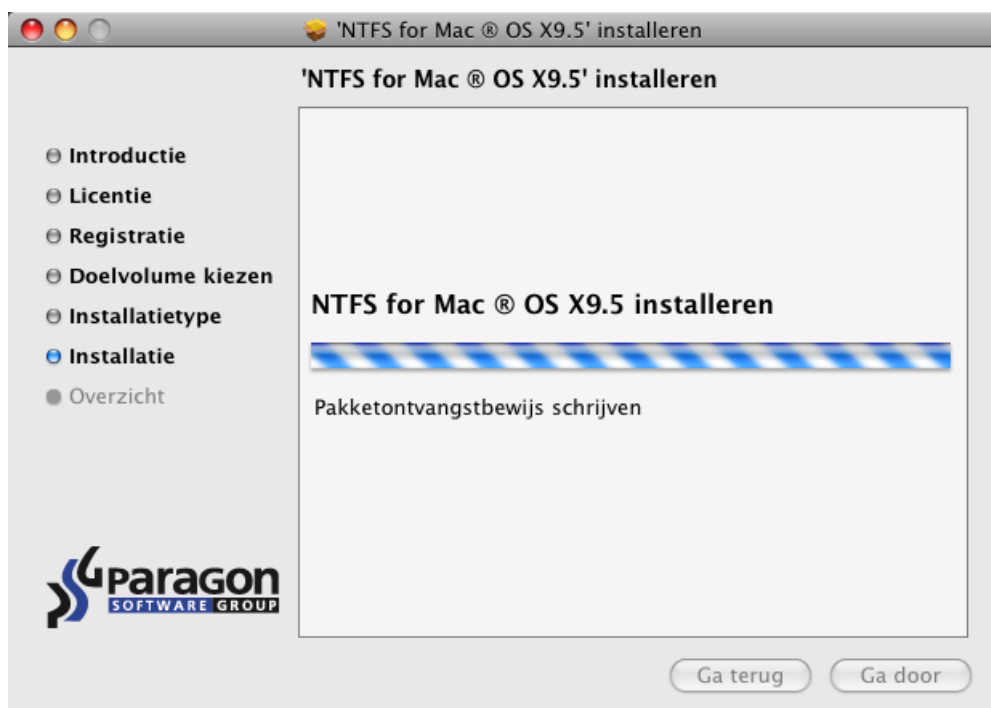 'NTFS for Mac ® OS X9.5' installeren
'NTFS for Mac ® OS X9.5' installeren
Introductie
Licentie
Registratie
Doelvolume kiezen
Installatietype
Installatie
Overzicht
NTFS for Mac ® OS X9.5 installeren
Pakketontvangstbewijs schrijven
Paragon
SOFTWARE GROUP
Ga terug
Ga door